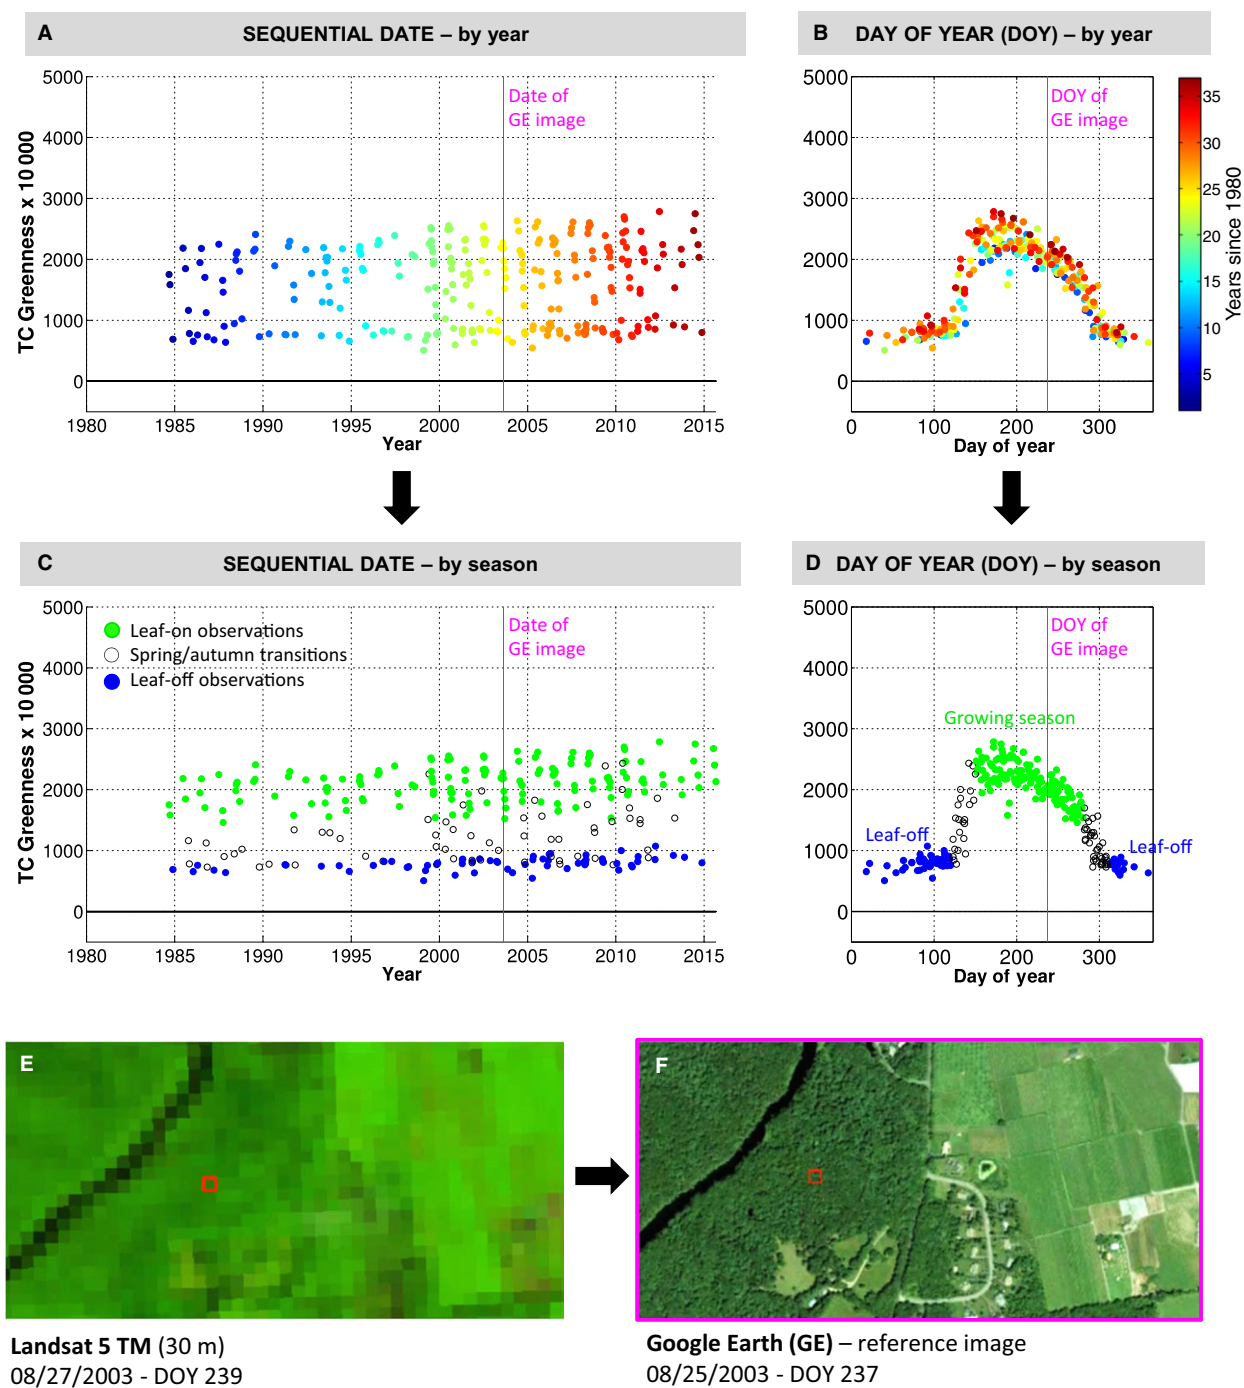 A SEQUENTIAL DATE – by year
TC Greenness x 10 000
5000
4000
3000
2000
1000
0
Date of
GE image
1980 1985 1990 1995 2000 2005 2010 2015
Year
B DAY OF YEAR (DOY) – by year
5000
4000
3000
2000
1000
0
DOY of
GE image
0 100 200 300
Day of year
35
30
25
20
15
10
5
Years since 1980
C SEQUENTIAL DATE – by season
TC Greenness x 10 000
5000
4000
3000
2000
1000
0
Leaf-on observations
Spring/autumn transitions
Leaf-off observations
Date of
GE image
1980 1985 1990 1995 2000 2005 2010 2015
Year
D DAY OF YEAR (DOY) – by season
5000
4000
3000
2000
1000
0
DOY of
GE image
Growing season
Leaf-off
Leaf-off
0 100 200 300
Day of year
E
Landsat 5 TM (30 m)
08/27/2003 - DOY 239
F
Google Earth (GE) – reference image
08/25/2003 - DOY 237